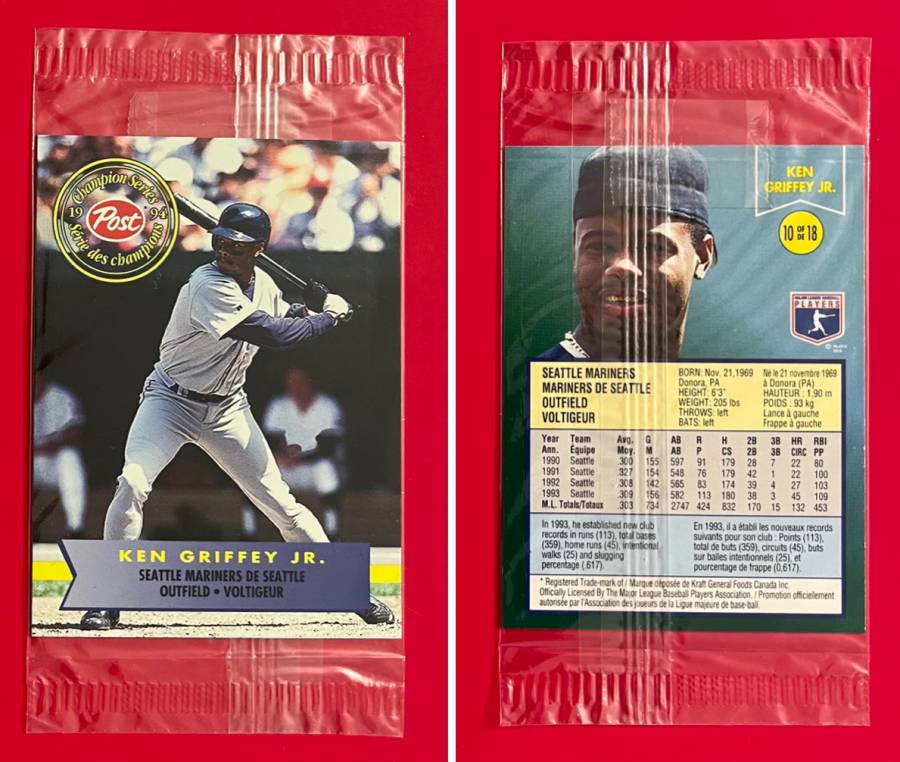 Champion Series
19 Post 94
Série des champions
KEN GRIFFEY JR.
SEATTLE MARINERS DE SEATTLE
OUTFIELD • VOLTIGEUR
KEN
GRIFFEY JR.
10 OF DE 18
MAJOR LEAGUE BASEBALL
PLAYERS
SEATTLE MARINERS
MARINERS DE SEATTLE
OUTFIELD
VOLTIGEUR
BORN: Nov. 21,1969
Donora, PA
HEIGHT: 6'3"
WEIGHT: 205 lbs
THROWS: left
BATS: left
Né le 21 novembre 1969
à Donora (PA)
HAUTEUR : 1,90 m
POIDS : 93 kg
Lance à gauche
Frappe à gauche
Year Team Avg. G AB R H 2B 3B HR RBI
Ann. Équipe Moy. M AB P CS 2B 3B CIRC PP
1990 Seattle .300 155 597 91 179 28 7 22 80
1991 Seattle .327 154 548 76 179 42 1 22 100
1992 Seattle .308 142 565 83 174 39 4 27 103
1993 Seattle .309 156 582 113 180 38 3 45 109
M.L. Totals/Totaux .303 734 2747 424 832 170 15 132 453
In 1993, he established new club
records in runs (113), total bases
(359), home runs (45), intentional
walks (25) and slugging
percentage (.617).
En 1993, il a établi les nouveaux records
suivants pour son club : Points (113),
total de buts (359), circuits (45), buts
sur balles intentionnels (25), et
pourcentage de frappe (0,617).
* Registered Trade-mark of / Marque déposée de Kraft General Foods Canada Inc.
Officially Licensed By The Major League Baseball Players Association. / Promotion officiellement
autorisée par l'Association des joueurs de la Ligue majeure de base-ball.